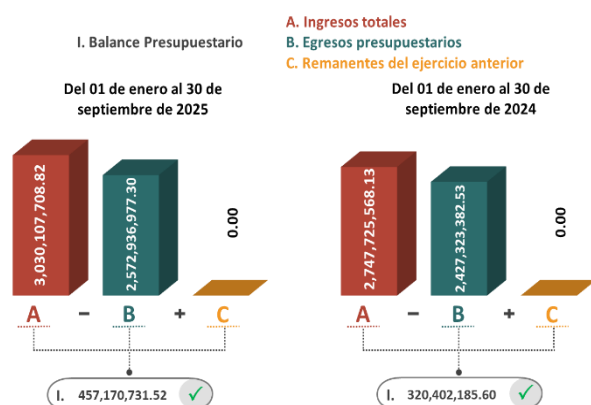 I. Balance Presupuestario
A. Ingresos totales
B. Egresos presupuestarios
C. Remanentes del ejercicio anterior
Del 01 de enero al 30 de
septiembre de 2025
3,030,107,708.82
2,572,936,977.30
0.00
A – B + C
I. 457,170,731.52 ✓
Del 01 de enero al 30 de
septiembre de 2024
2,747,725,568.13
2,427,323,382.53
0.00
A – B + C
I. 320,402,185.60 ✓